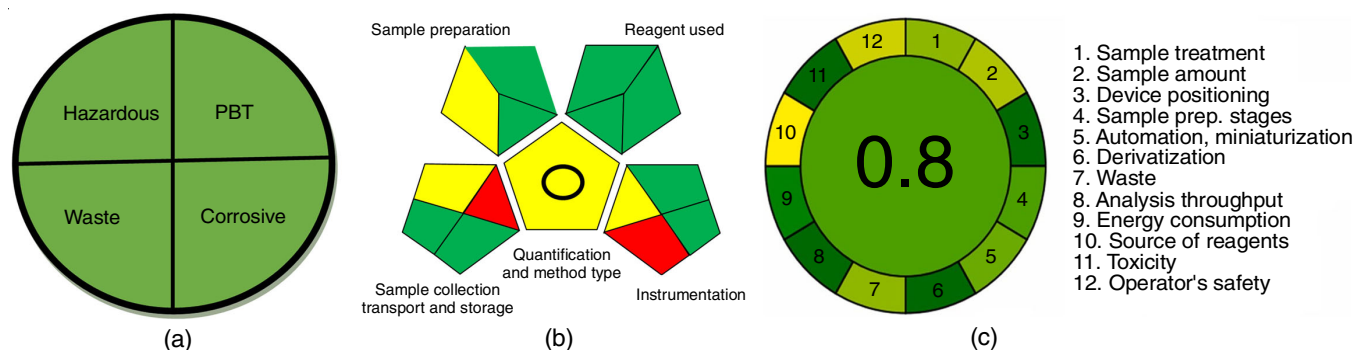 Hazardous
PBT
Waste
Corrosive
(a)
Sample preparation
Reagent used
Quantification
and method type
Sample collection
transport and storage
Instrumentation
(b)
12
1
2
3
4
5
6
7
8
9
10
11
0.8
(c)
1. Sample treatment
2. Sample amount
3. Device positioning
4. Sample prep. stages
5. Automation, miniaturization
6. Derivatization
7. Waste
8. Analysis throughput
9. Energy consumption
10. Source of reagents
11. Toxicity
12. Operator's safety